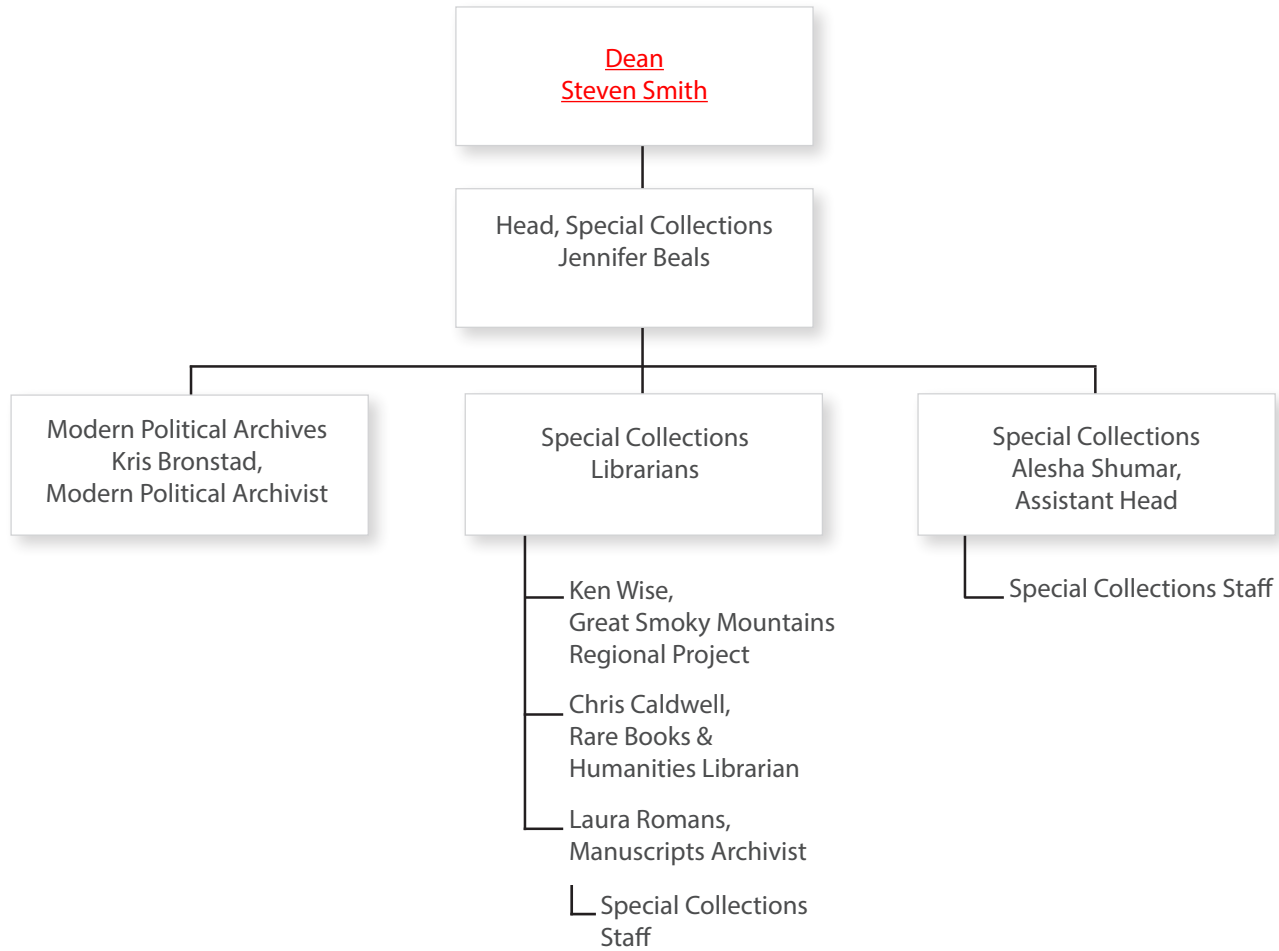 Dean
Steven Smith
Head, Special Collections
Jennifer Beals
Modern Political Archives
Kris Bronstad,
Modern Political Archivist
Special Collections
Librarians
Ken Wise,
Great Smoky Mountains
Regional Project
Chris Caldwell,
Rare Books &
Humanities Librarian
Laura Romans,
Manuscripts Archivist
Special Collections
Staff
Special Collections
Alesha Shumar,
Assistant Head
Special Collections Staff